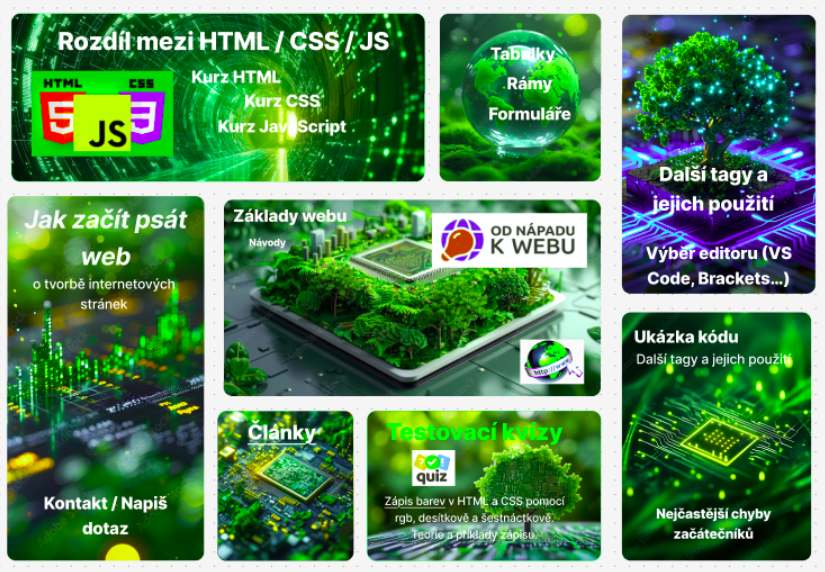 Rozdíl mezi HTML / CSS / JS
HTML
CSS
5
3
JS
Kurz HTML
Kurz CSS
Kurz JavaScript
Tabulky
Rámy
Formuláře
Další tagy a
jejich použití
Výběr editoru (VS
Code, Brackets...)
Jak začít psát
web
o tvorbě internetových
stránek
Kontakt / Napiš
dotaz
Základy webu
Návody
OD NÁPADU
K WEBU
Ukázka kódu
Další tagy a jejich použití
Nejčastější chyby
začátečníků
Články
Testovací kvízy
quiz
Zápis barev v HTML a CSS pomocí
rgb, desítkově a šestnáctkově.
Teorie a příklady zápisu.